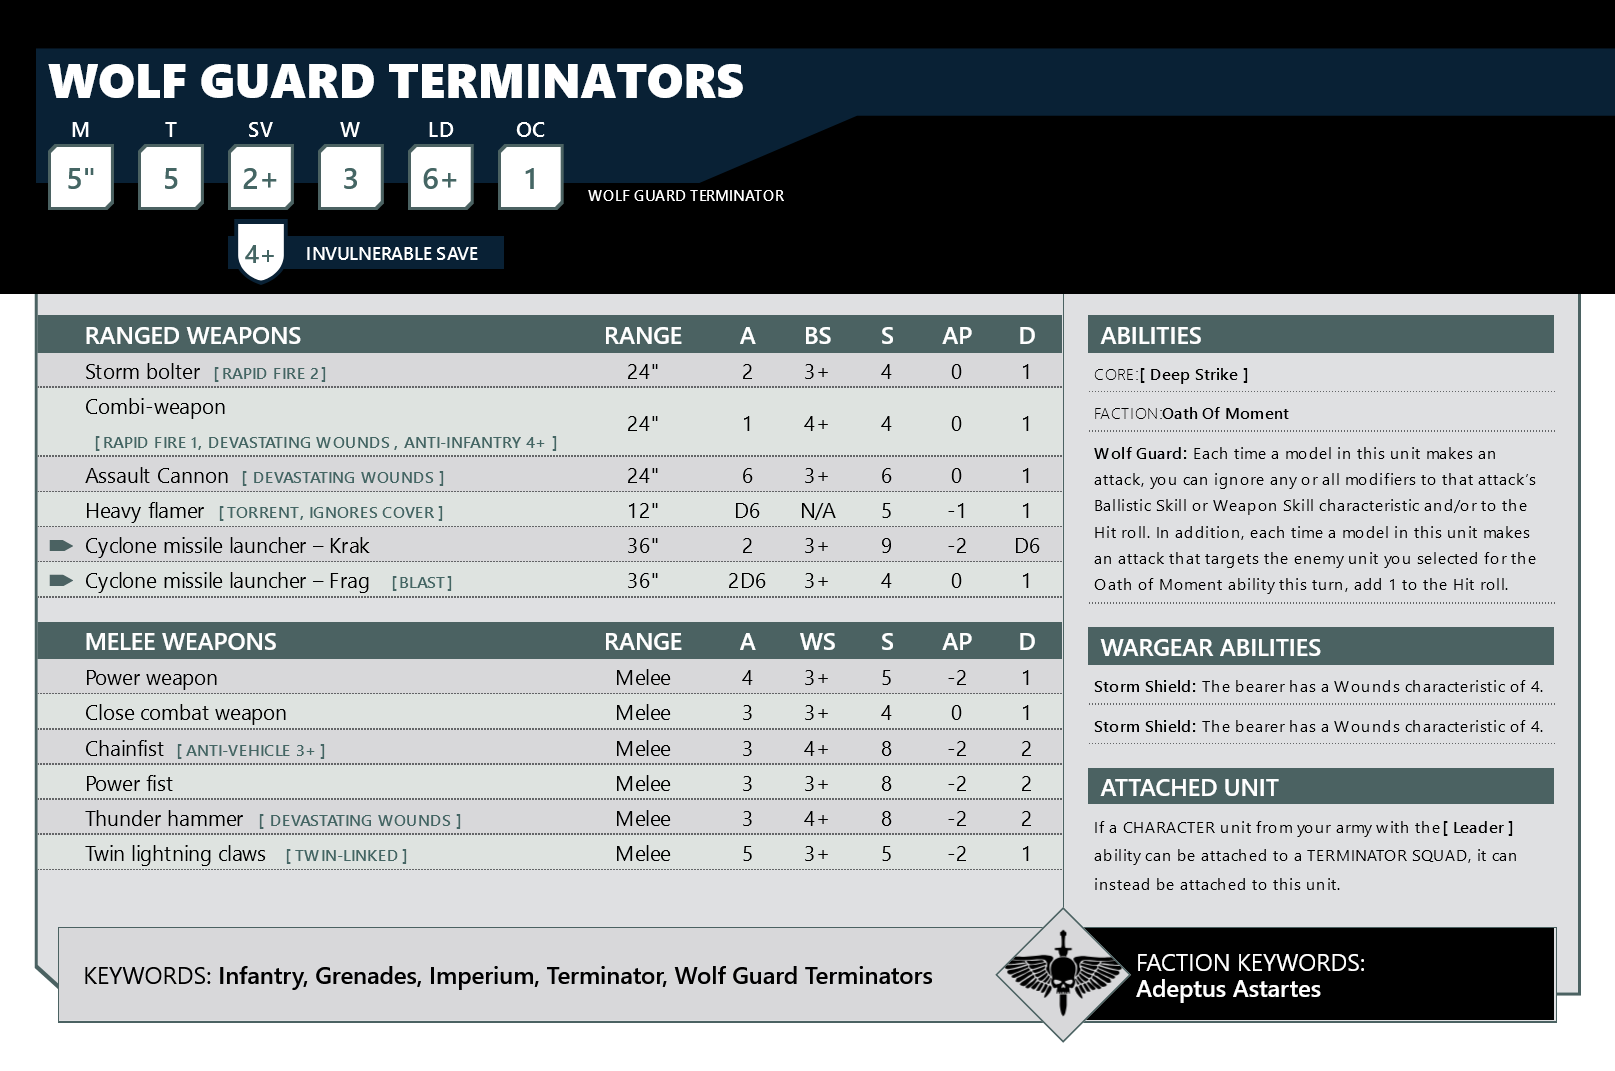 WOLF GUARD TERMINATORS
M T SV W LD OC
5" 5 2+ 3 6+ 1
WOLF GUARD TERMINATOR
4+ INVULNERABLE SAVE
RANGED WEAPONS RANGE A BS S AP D
Storm bolter [ RAPID FIRE 2 ] 24" 2 3+ 4 0 1
Combi-weapon
24" 1 4+ 4 0 1
[ RAPID FIRE 1, DEVASTATING WOUNDS , ANTI-INFANTRY 4+ ]
Assault Cannon [ DEVASTATING WOUNDS ] 24" 6 3+ 6 0 1
Heavy flamer [ TORRENT, IGNORES COVER ] 12" D6 N/A 5 -1 1
Cyclone missile launcher – Krak 36" 2 3+ 9 -2 D6
Cyclone missile launcher – Frag [ BLAST ] 36" 2D6 3+ 4 0 1
MELEE WEAPONS RANGE A WS S AP D
Power weapon Melee 4 3+ 5 -2 1
Close combat weapon Melee 3 3+ 4 0 1
Chainfist [ ANTI-VEHICLE 3+ ] Melee 3 4+ 8 -2 2
Power fist Melee 3 3+ 8 -2 2
Thunder hammer [ DEVASTATING WOUNDS ] Melee 3 4+ 8 -2 2
Twin lightning claws [ TWIN-LINKED ] Melee 5 3+ 5 -2 1
ABILITIES
CORE:[ Deep Strike ]
FACTION:Oath Of Moment
Wolf Guard: Each time a model in this unit makes an
attack, you can ignore any or all modifiers to that attack’s
Ballistic Skill or Weapon Skill characteristic and/or to the
Hit roll. In addition, each time a model in this unit makes
an attack that targets the enemy unit you selected for the
Oath of Moment ability this turn, add 1 to the Hit roll.
WARGEAR ABILITIES
Storm Shield: The bearer has a Wounds characteristic of 4.
Storm Shield: The bearer has a Wounds characteristic of 4.
ATTACHED UNIT
If a CHARACTER unit from your army with the [ Leader ]
ability can be attached to a TERMINATOR SQUAD, it can
instead be attached to this unit.
KEYWORDS: Infantry, Grenades, Imperium, Terminator, Wolf Guard Terminators
FACTION KEYWORDS:
Adeptus Astartes